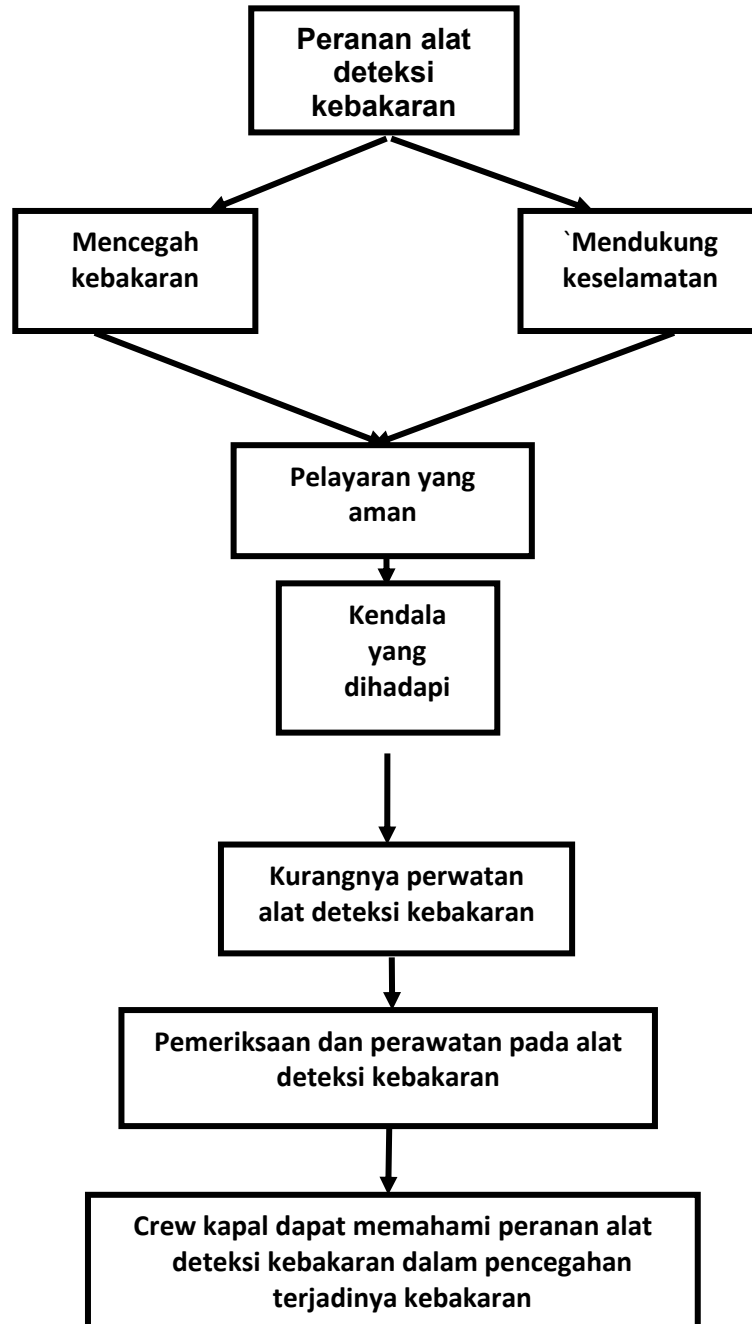 Peranan alat
deteksi
kebakaran
Mencegah
kebakaran
`Mendukung
keselamatan
Pelayaran yang
aman
Kendala
yang
dihadapi
Kurangnya perwatan
alat deteksi kebakaran
Pemeriksaan dan perawatan pada alat
deteksi kebakaran
Crew kapal dapat memahami peranan alat
deteksi kebakaran dalam pencegahan
terjadinya kebakaran